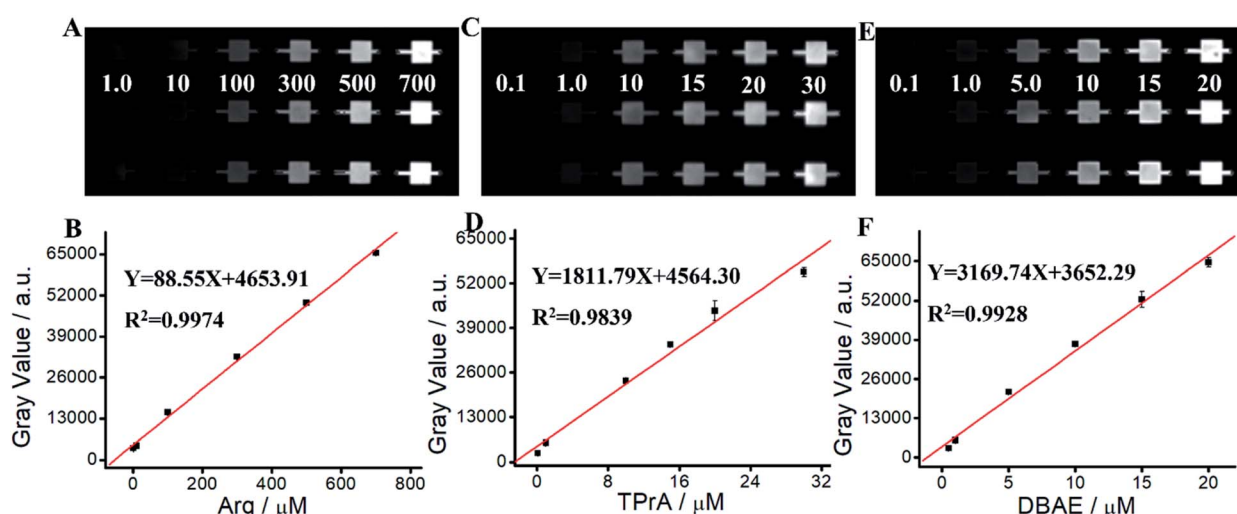 A
1.0 10 100 300 500 700
C
0.1 1.0 10 15 20 30
E
0.1 1.0 5.0 10 15 20
B
Gray Value / a.u.
65000
52000
39000
26000
13000
0
Y=88.55X+4653.91
R²=0.9974
0 200 400 600 800
Arg / μM
D
Gray Value / a.u.
65000
52000
39000
26000
13000
0
Y=1811.79X+4564.30
R²=0.9839
0 8 16 24 32
TPrA / μM
F
Gray Value / a.u.
65000
52000
39000
26000
13000
0
Y=3169.74X+3652.29
R²=0.9928
0 5 10 15 20
DBAE / μM